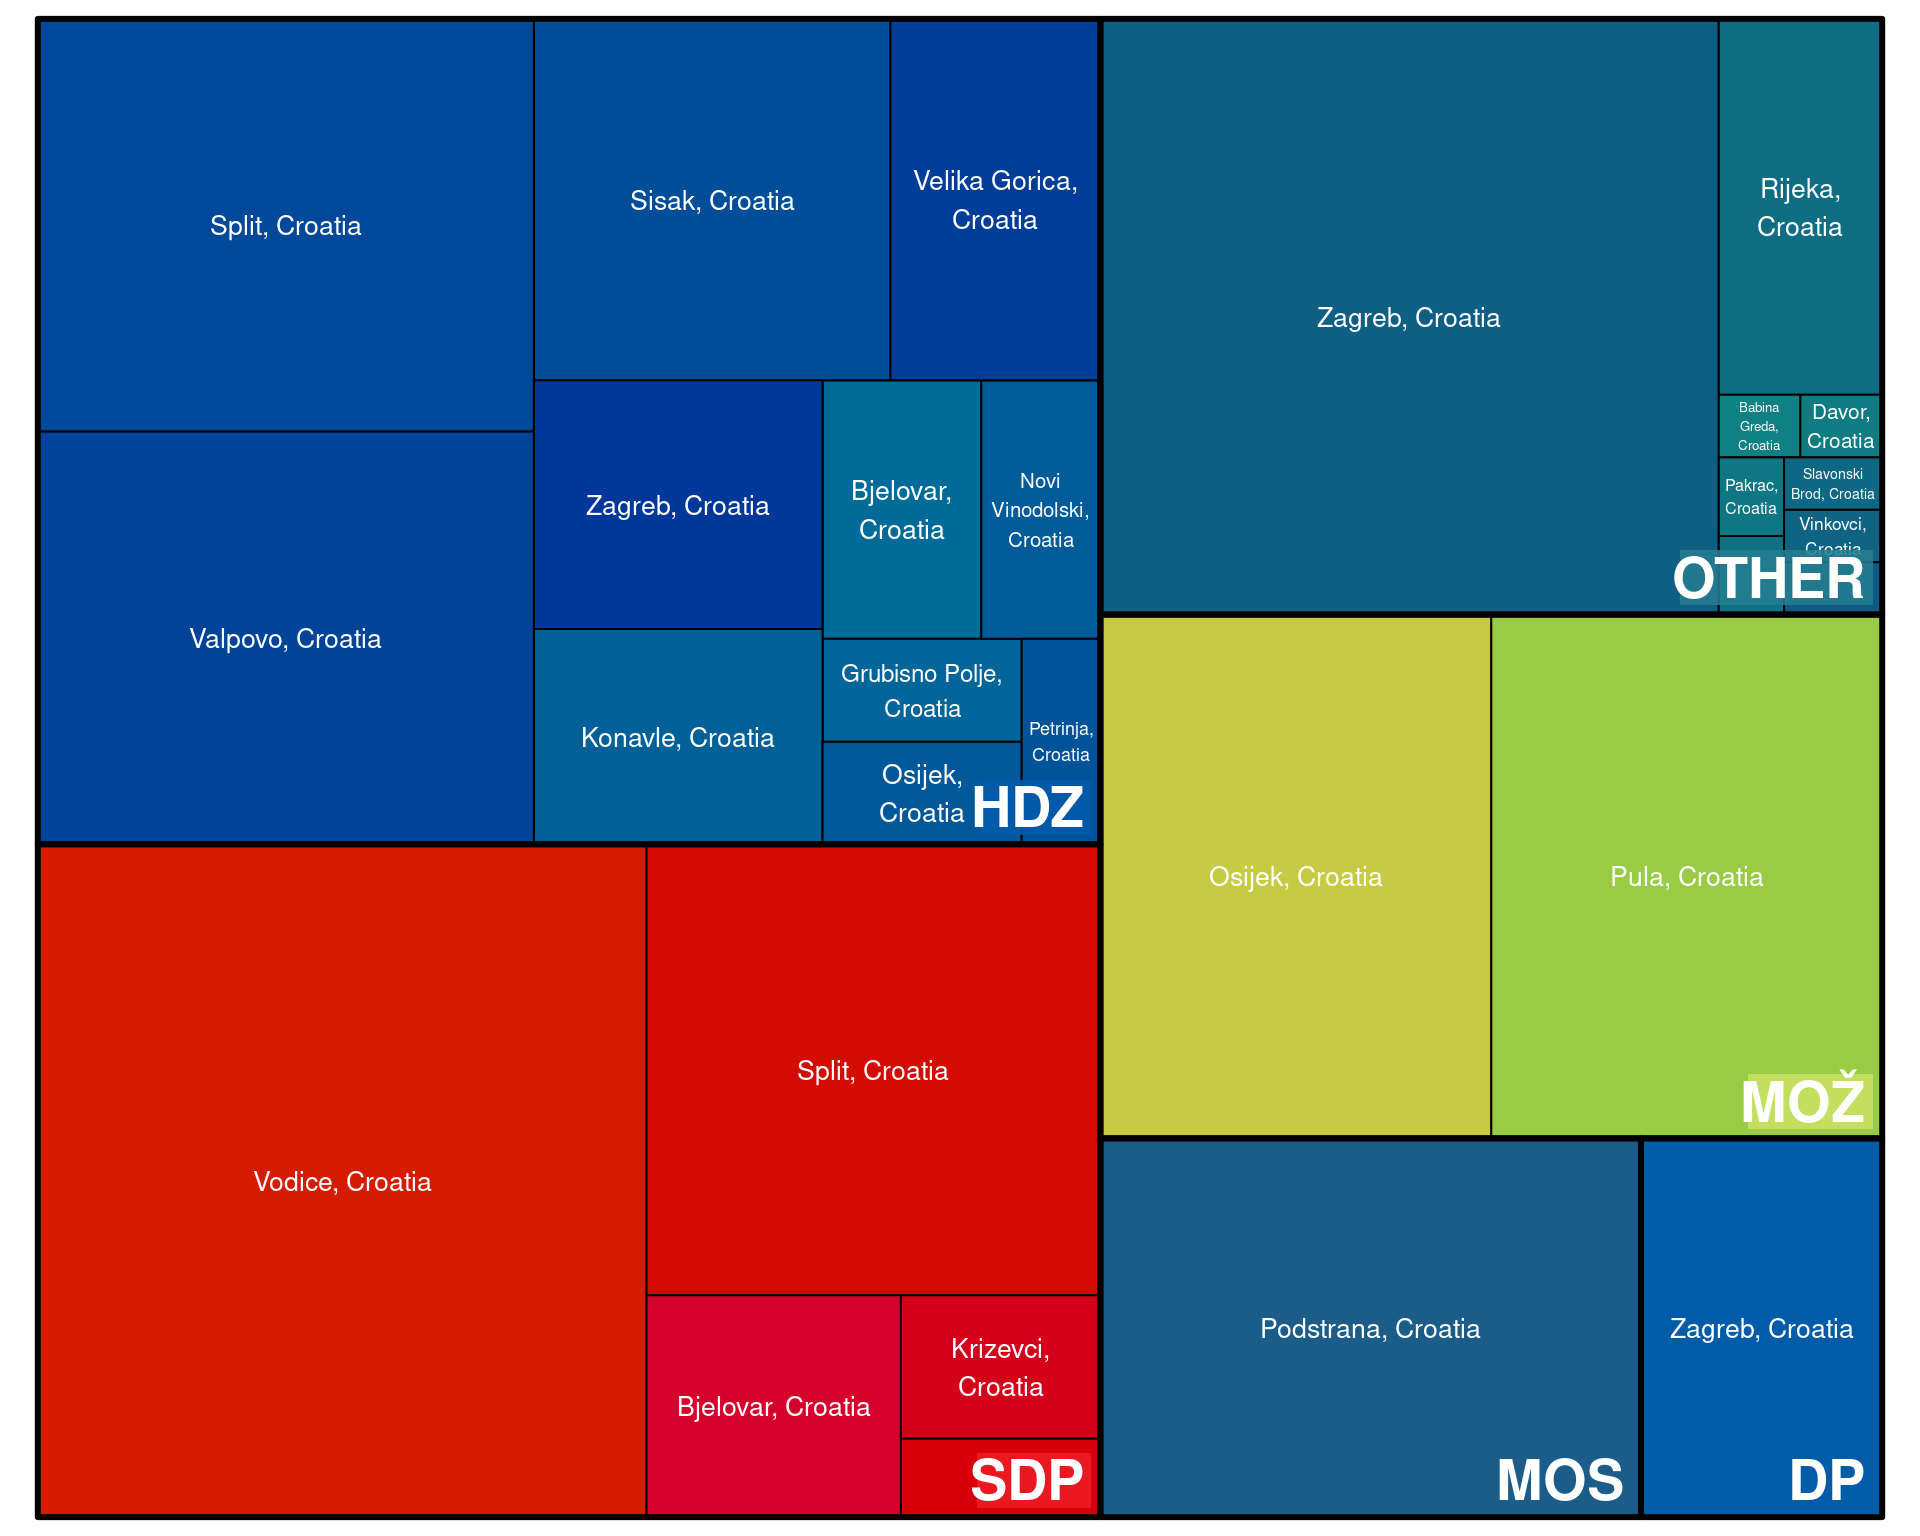 Split, Croatia
Sisak, Croatia
Velika Gorica,
Croatia
Valpovo, Croatia
Zagreb, Croatia
Bjelovar,
Croatia
Novi
Vinodolski,
Croatia
Konavle, Croatia
Grubisno Polje,
Croatia
Osijek,
Croatia
Petrinja,
Croatia
HDZ
Zagreb, Croatia
Rijeka,
Croatia
Babina
Greda,
Croatia
Davor,
Croatia
Pakrac,
Croatia
Slavonski
Brod, Croatia
Vinkovci,
Croatia
OTHER
Vodice, Croatia
Split, Croatia
Bjelovar, Croatia
Krizevci,
Croatia
SDP
Osijek, Croatia
Pula, Croatia
MOŽ
Podstrana, Croatia
MOS
Zagreb, Croatia
DP